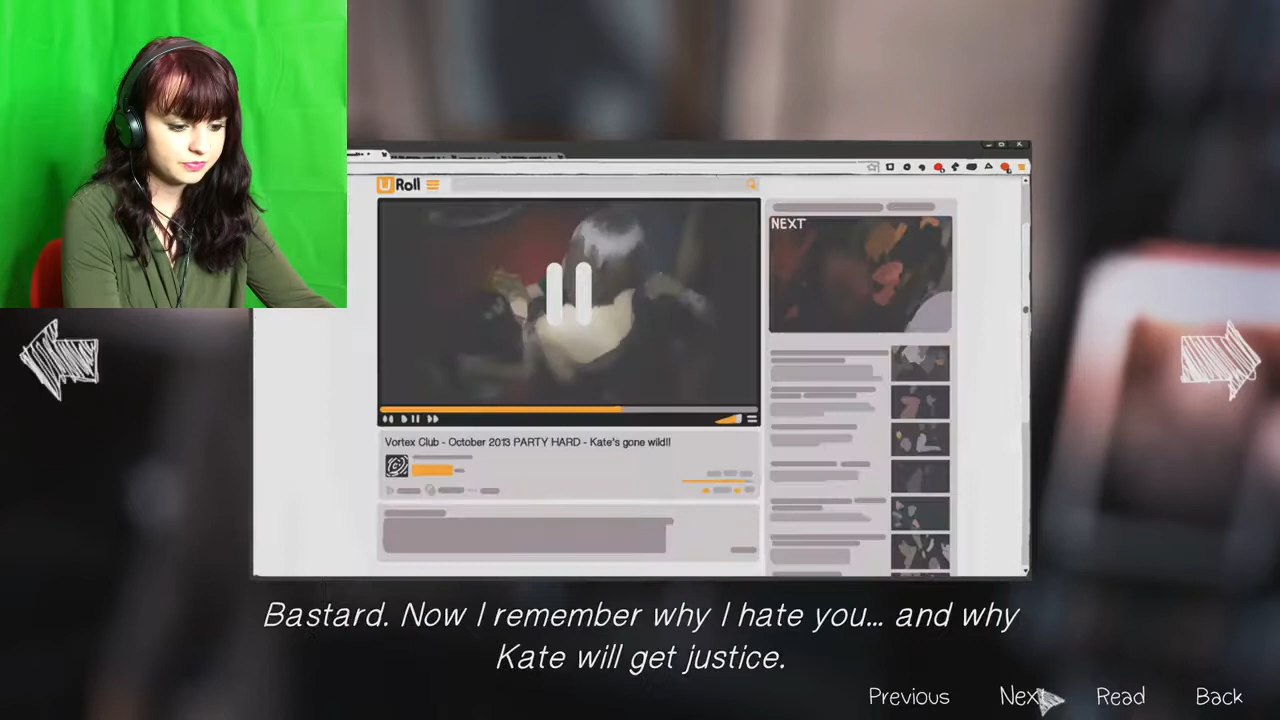 U Roll
NEXT
Vortex Club - October 2013 PARTY HARD - Kate's gone wild!!
Bastard. Now I remember why I hate you... and why
Kate will get justice.
Previous Next Read Back